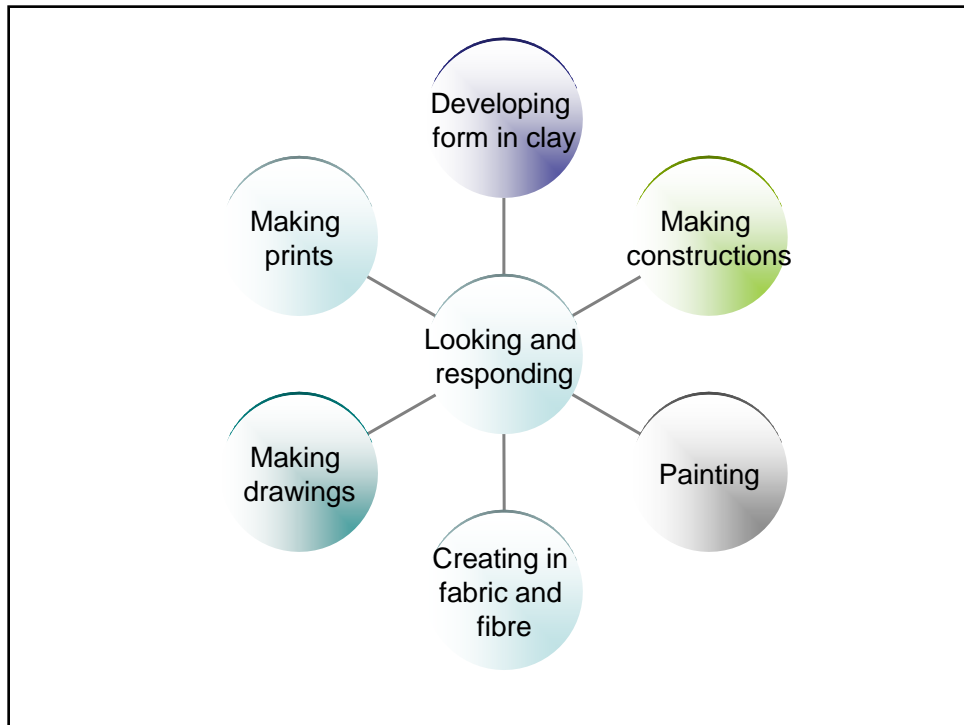 Developing
form in clay
Making
prints
Making
constructions
Looking and
responding
Making
drawings
Painting
Creating in
fabric and
fibre